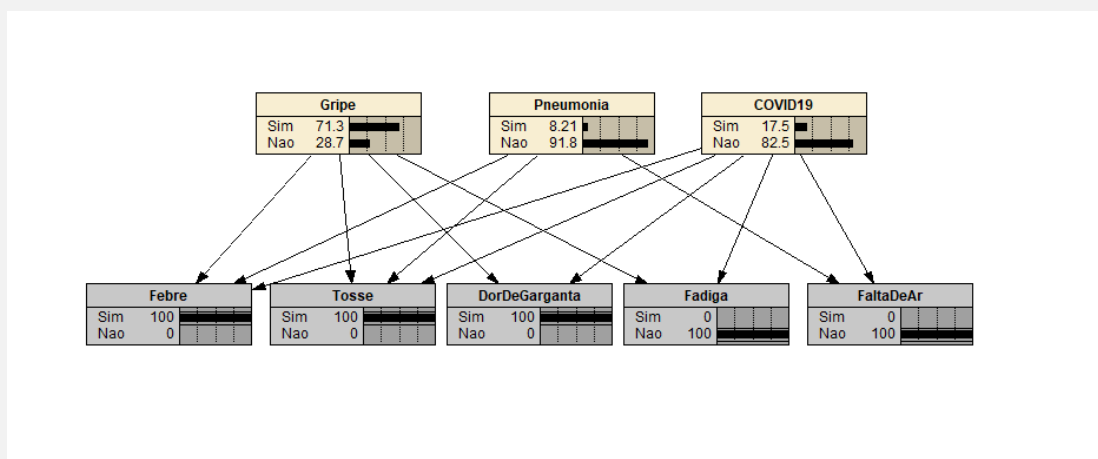 Gripe
Sim 71.3
Nao 28.7
Pneumonia
Sim 8.21
Nao 91.8
COVID19
Sim 17.5
Nao 82.5
Febre
Sim 100
Nao 0
Tosse
Sim 100
Nao 0
DorDeGarganta
Sim 100
Nao 0
Fadiga
Sim 0
Nao 100
FaltaDeAr
Sim 0
Nao 100